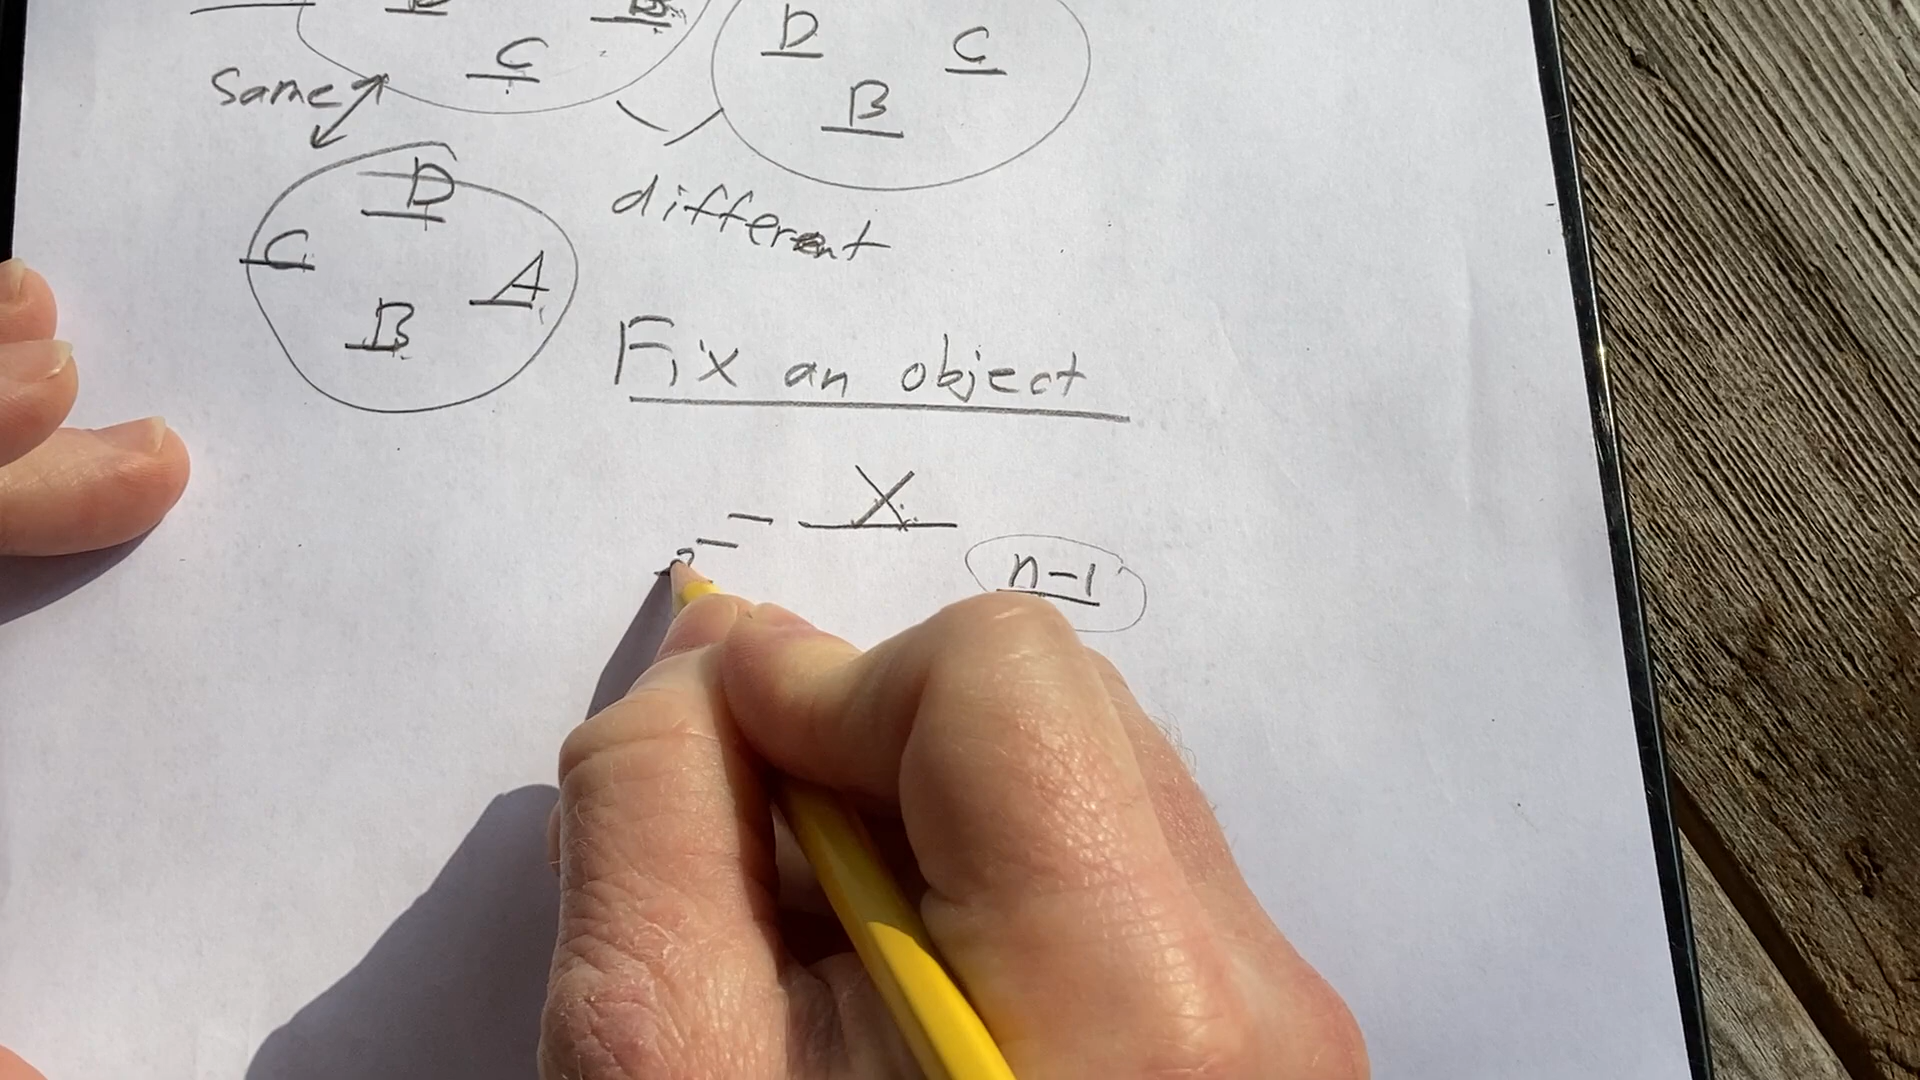 C
D C
B
Same
D
C A
B
different
Fix an object
X
n-1